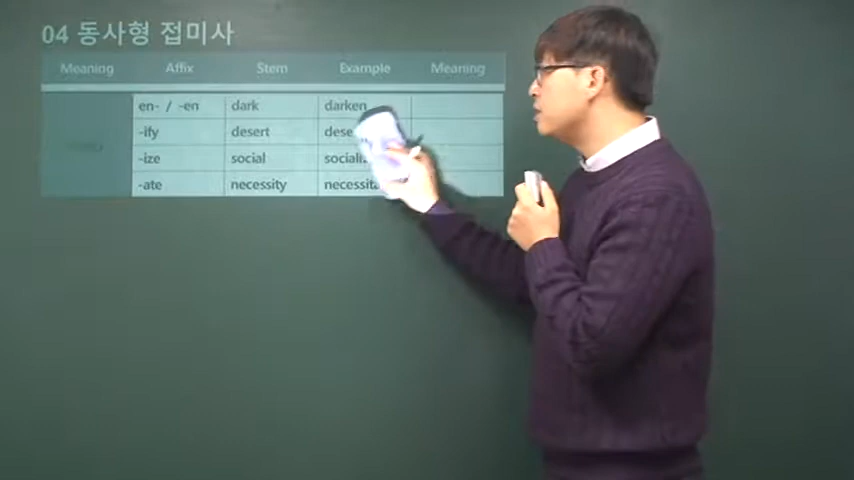 04 동사형 접미사
Meaning Affix Stem Example Meaning
en- / -en dark darken
-ify desert
-ize social
-ate necessity